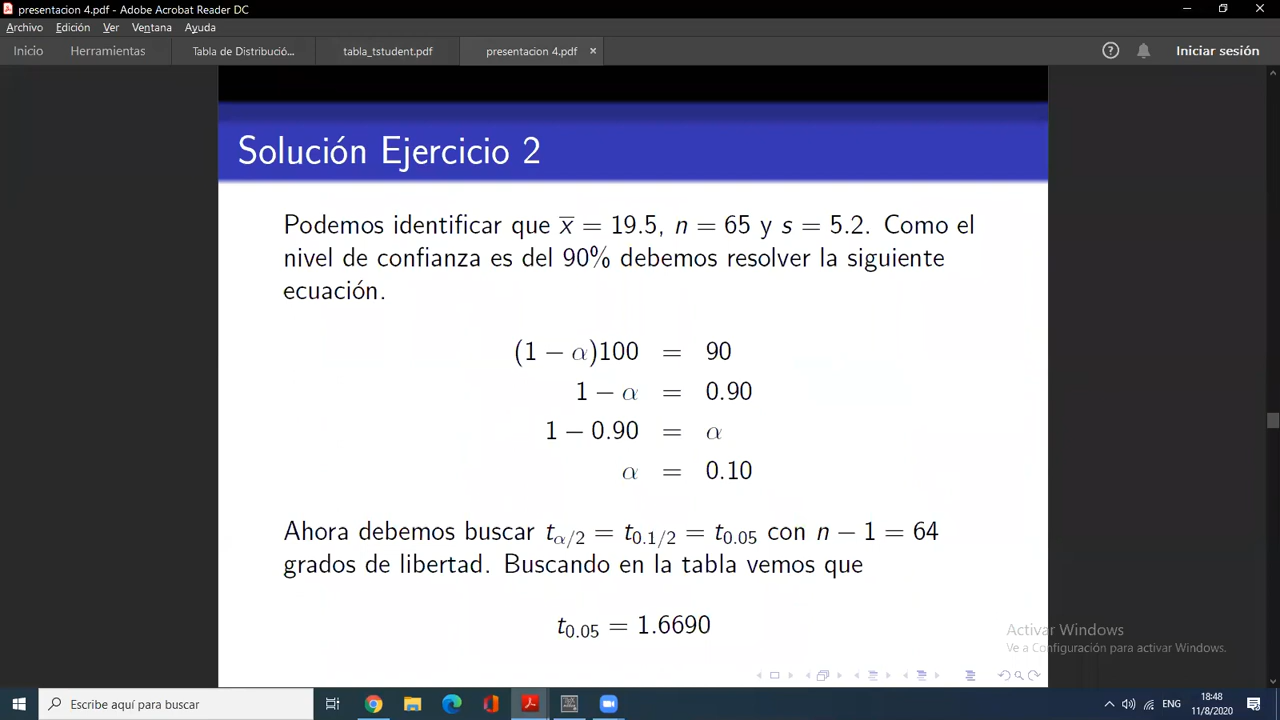 presentacion 4.pdf - Adobe Acrobat Reader DC
Archivo Edición Ver Ventana Ayuda
Inicio Herramientas Tabla de Distribució... tabla_tstudent.pdf presentacion 4.pdf × Iniciar sesión
Solución Ejercicio 2
Podemos identificar que x̅ = 19.5, n = 65 y s = 5.2. Como el
nivel de confianza es del 90% debemos resolver la siguiente
ecuación.
(1 − α)100 = 90
1 − α = 0.90
1 − 0.90 = α
α = 0.10
Ahora debemos buscar t_{α/2} = t_{0.1/2} = t_{0.05} con n − 1 = 64
grados de libertad. Buscando en la tabla vemos que
t_{0.05} = 1.6690
Activar Windows
Ve a Configuración para activar Windows.
Escribe aquí para buscar
ENG
18:48
11/8/2020